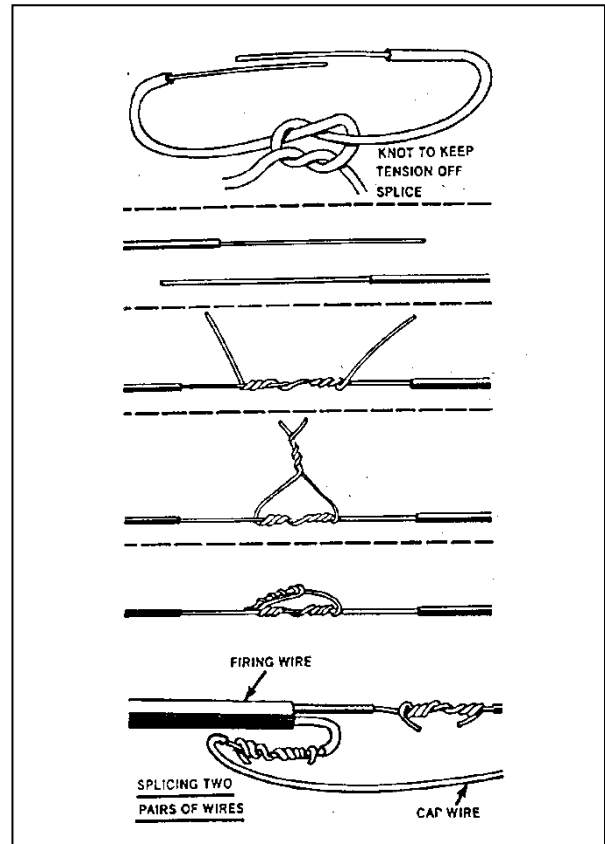 KNOT TO KEEP
TENSION OFF
SPLICE
FIRING WIRE
SPLICING TWO
PAIRS OF WIRES
CAP WIRE